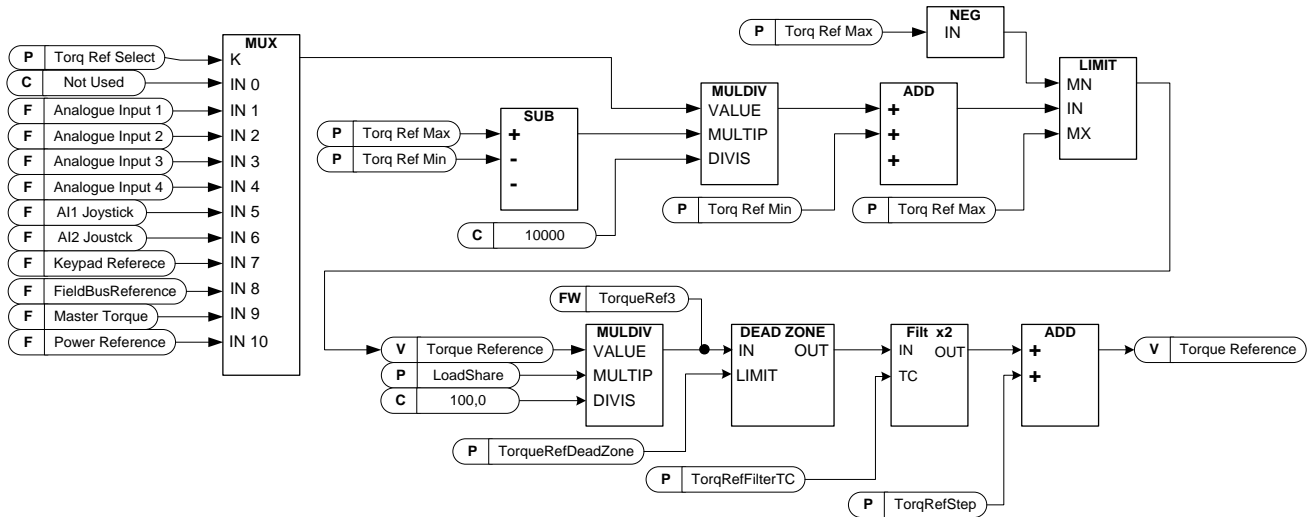 NEG
P Torq Ref Max
IN
MUX
P Torq Ref Select
K
C Not Used
IN 0
F Analogue Input 1
IN 1
F Analogue Input 2
IN 2
F Analogue Input 3
IN 3
F Analogue Input 4
IN 4
F AI1 Joystick
IN 5
F AI2 Joustck
IN 6
F Keypad Referece
IN 7
F FieldBusReference
IN 8
F Master Torque
IN 9
F Power Reference
IN 10
SUB
P Torq Ref Max
+
P Torq Ref Min
-
-
MULDIV
VALUE
MULTIP
DIVIS
C 10000
ADD
+
+
+
P Torq Ref Min
P Torq Ref Max
LIMIT
MN
IN
MX
FW TorqueRef3
MULDIV
V Torque Reference
VALUE
P LoadShare
MULTIP
C 100,0
DIVIS
DEAD ZONE
IN OUT
LIMIT
P TorqueRefDeadZone
Filt x2
IN OUT
TC
P TorqRefFilterTC
ADD
+
+
P TorqRefStep
V Torque Reference